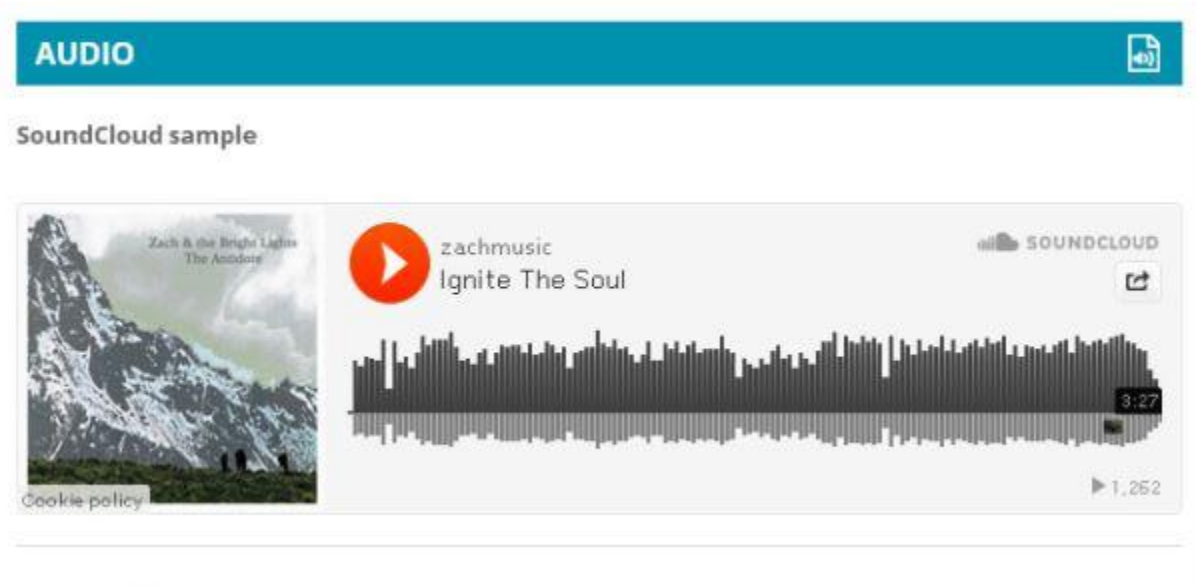 AUDIO
SoundCloud sample
Zach & the Bright Lights
The Antidote
zachmusic
Ignite The Soul
SOUNDCLOUD
3:27
Cookie policy
1,262